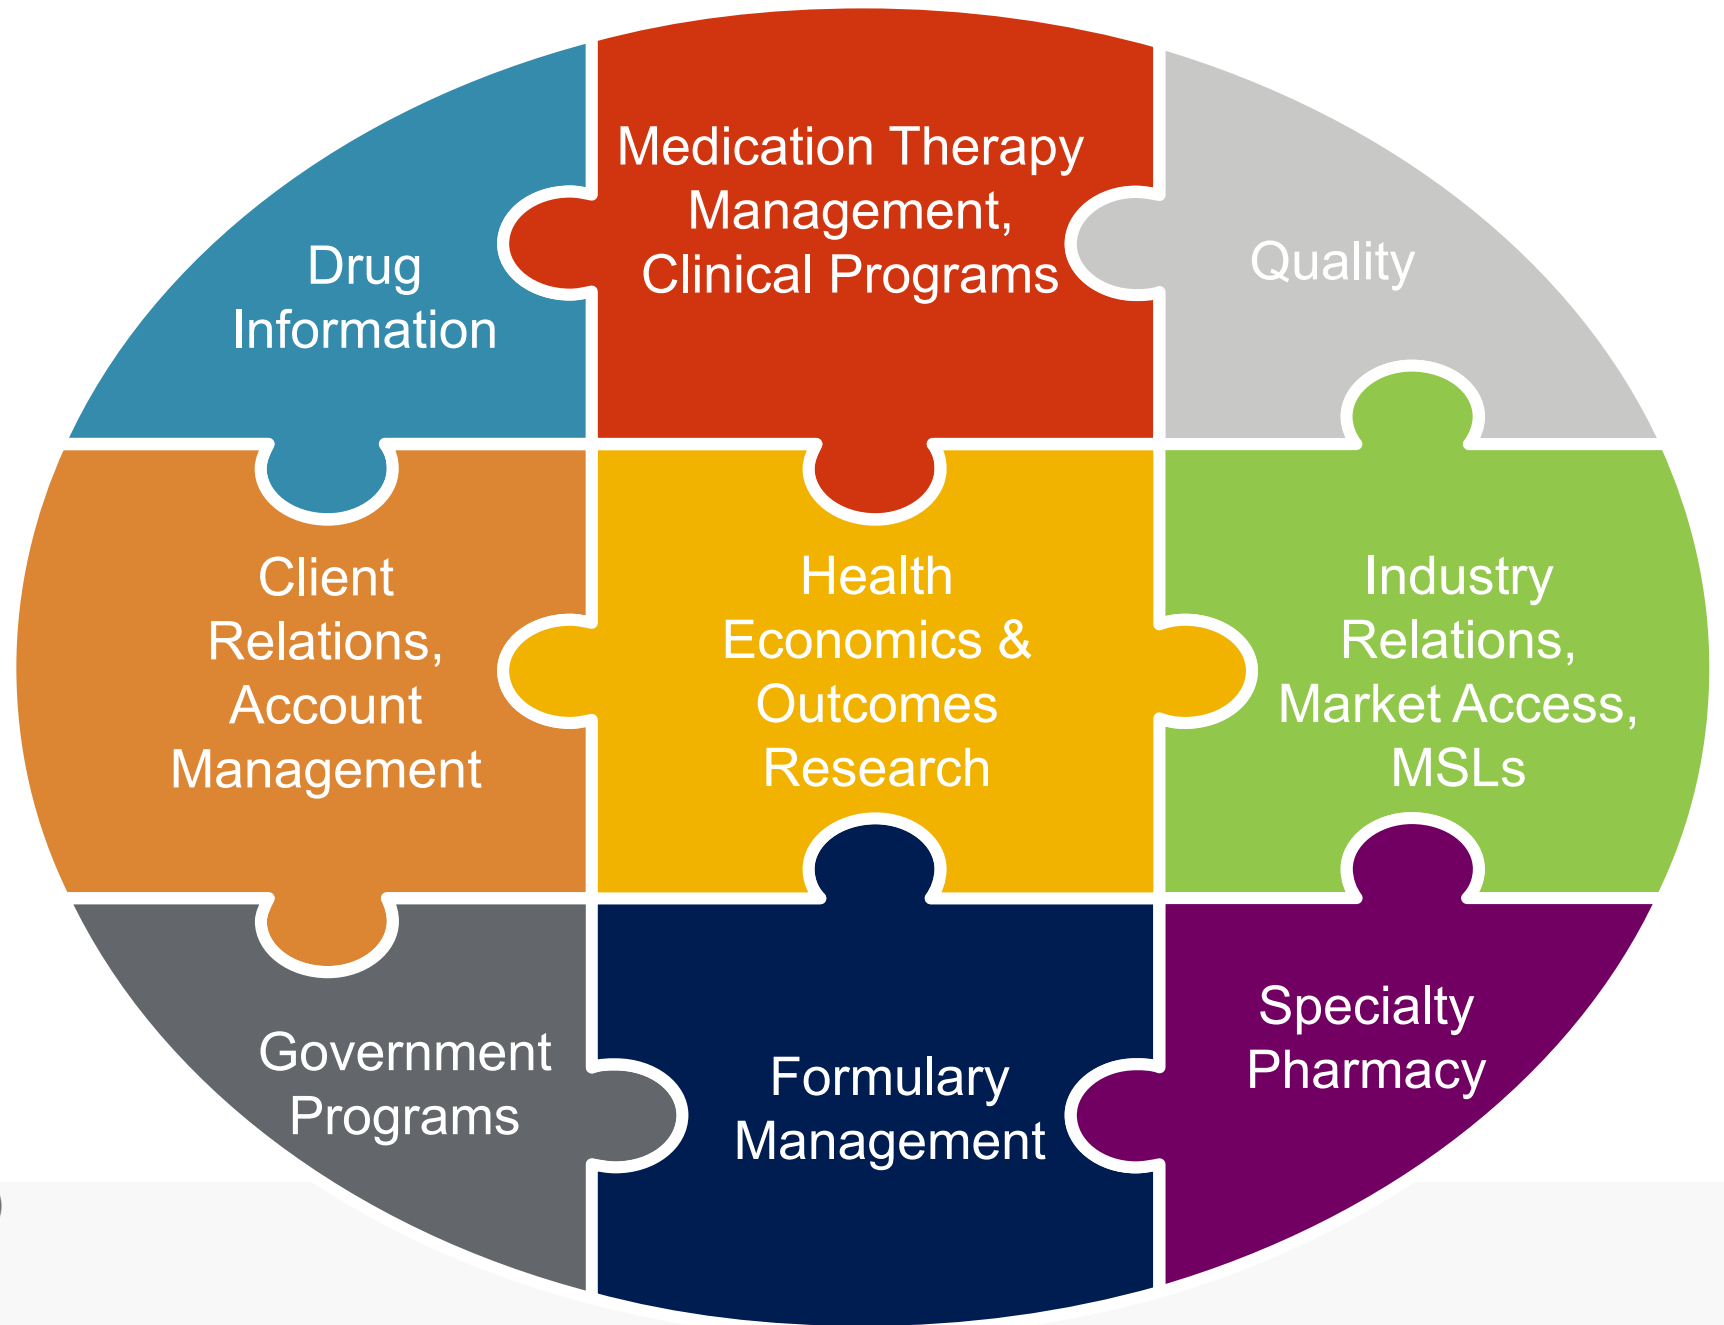 Drug
Information
Medication Therapy
Management,
Clinical Programs
Quality
Client
Relations,
Account
Management
Health
Economics &
Outcomes
Research
Industry
Relations,
Market Access,
MSLs
Government
Programs
Formulary
Management
Specialty
Pharmacy